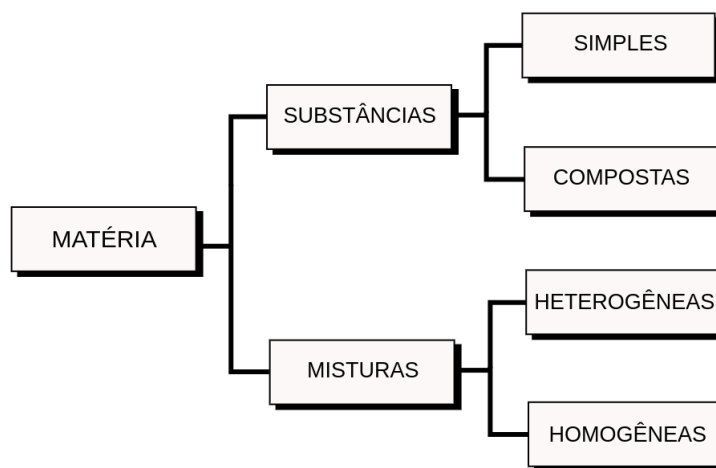 SIMPLES
SUBSTÂNCIAS
COMPOSTAS
MATÉRIA
HETEROGÊNEAS
MISTURAS
HOMOGÊNEAS